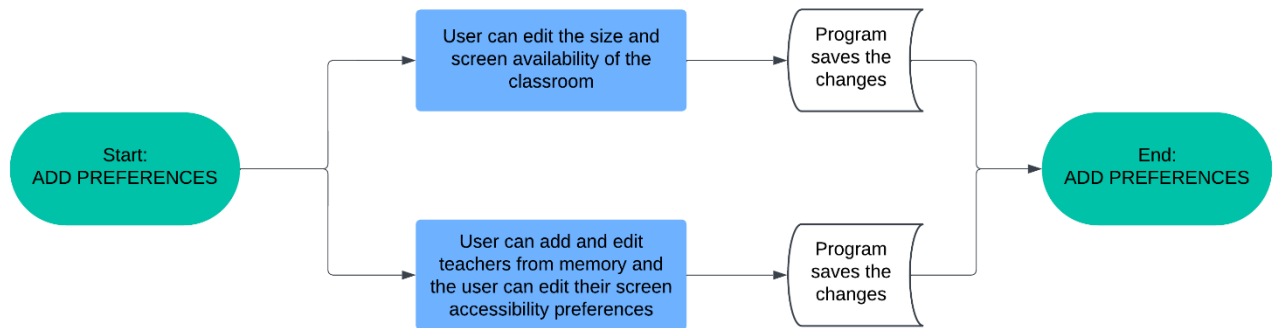 Start:
ADD PREFERENCES
User can edit the size and
screen availability of the
classroom
Program
saves the
changes
User can add and edit
teachers from memory and
the user can edit their screen
accessibility preferences
Program
saves the
changes
End:
ADD PREFERENCES